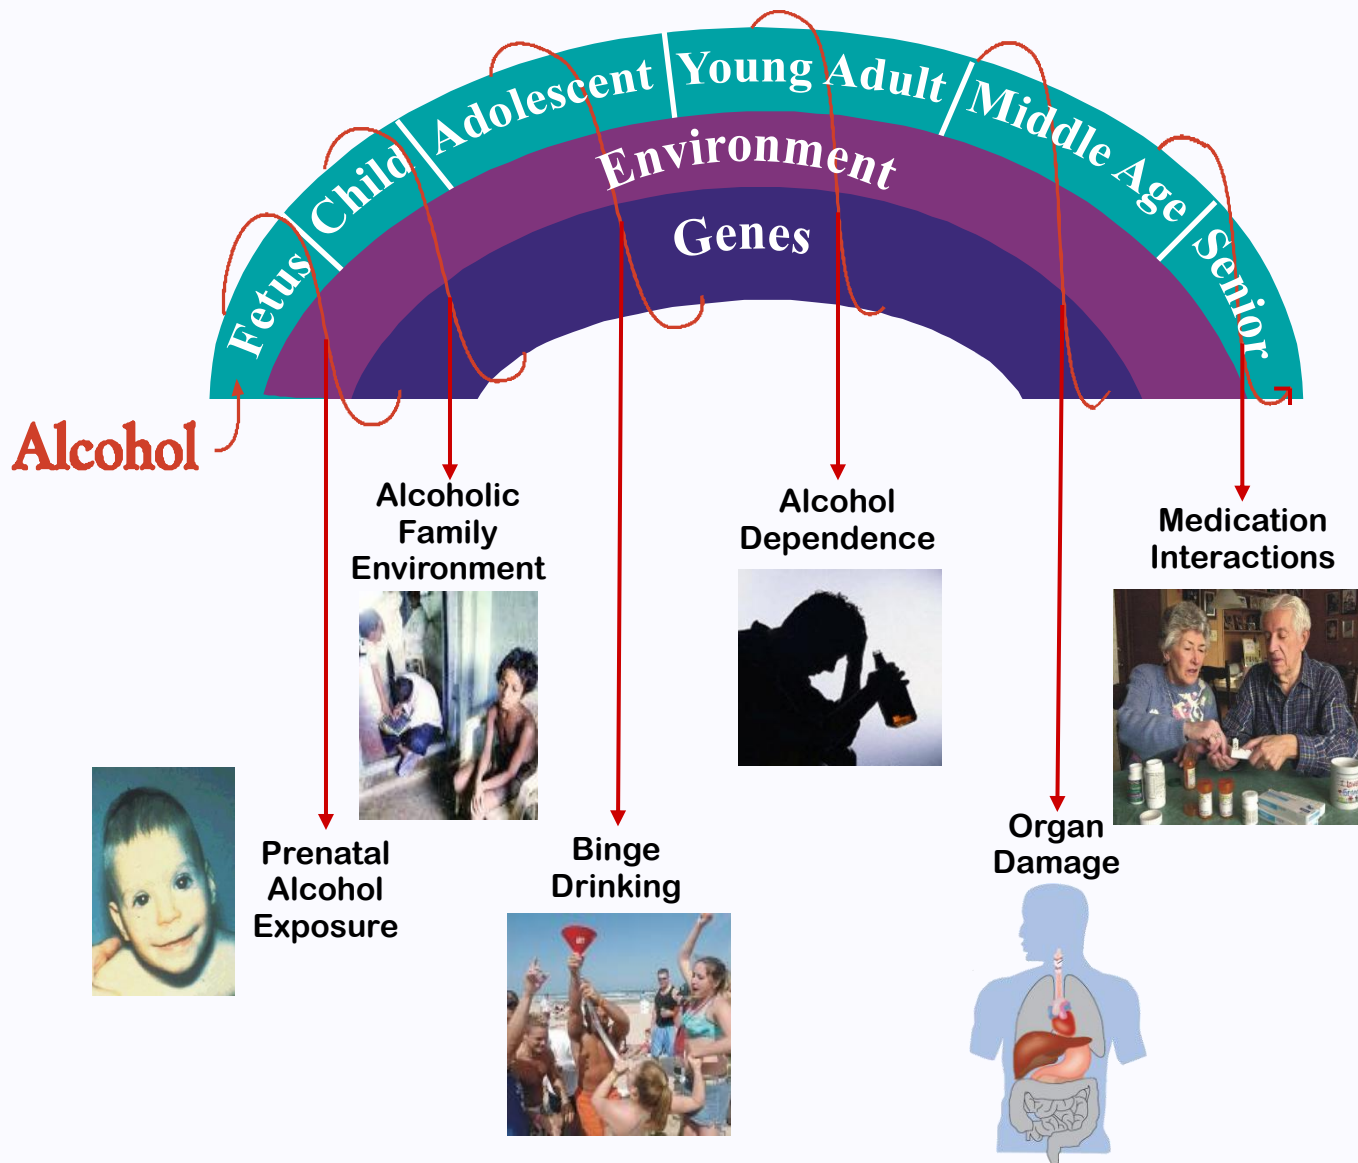 Fetus
Child
Adolescent
Young Adult
Middle Age
Senior
Environment
Genes
Alcohol
Alcoholic
Family
Environment
Alcohol
Dependence
Medication
Interactions
Prenatal
Alcohol
Exposure
Binge
Drinking
Organ
Damage
I love